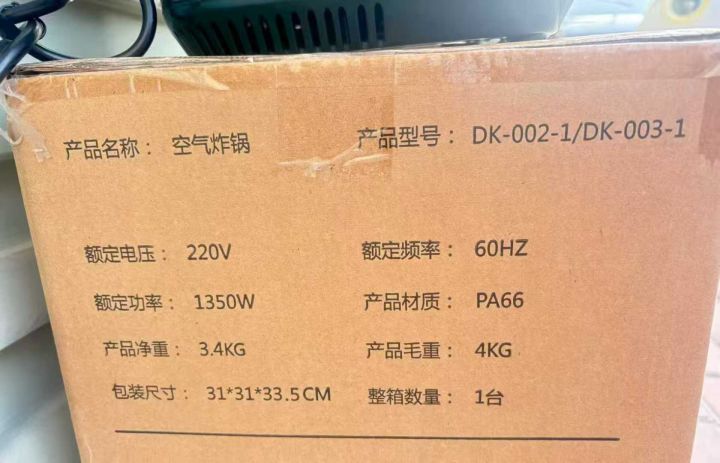 产品名称： 空气炸锅 产品型号： DK-002-1/DK-003-1
额定电压： 220V 额定频率： 60HZ
额定功率： 1350W 产品材质： PA66
产品净重： 3.4KG 产品毛重： 4KG
包装尺寸： 31*31*33.5CM 整箱数量： 1台